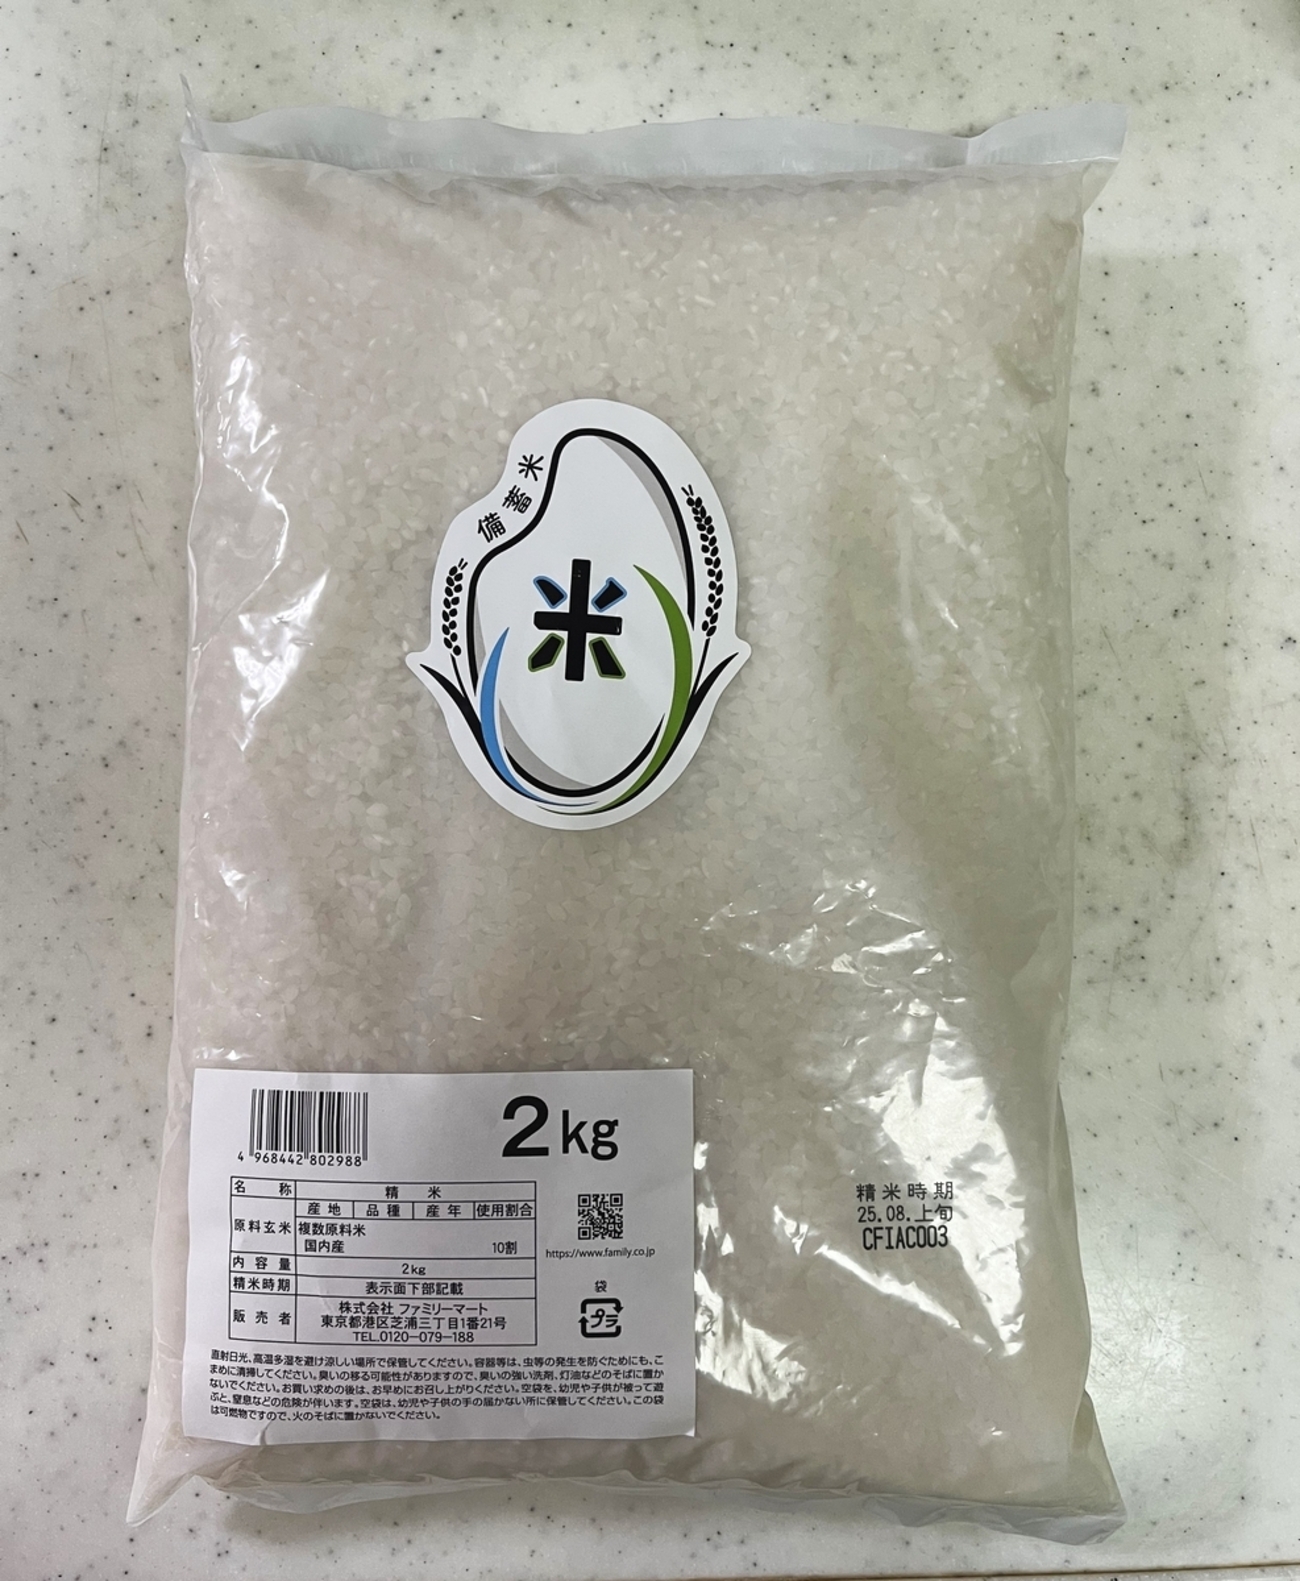 備蓄米
米
4 968442 802988
2kg
名称 精米
原料玄米 産地 品種 産年 使用割合
複数原料米
国内産 10割
内容量 2kg
精米時期 表示面下部記載
販売者 株式会社 ファミリーマート
東京都港区芝浦三丁目1番21号
TEL.0120-079-188
https://www.family.co.jp
袋
プラ
直射日光、高温多湿を避け涼しい場所で保管してください。容器等は、虫等の発生を防ぐためにも、こ
まめに清掃してください。臭いの移る可能性がありますので、臭いの強い洗剤、灯油などのそばに置か
ないでください。お買い求めの後は、お早めにお召し上がりください。空袋を、幼児や子供が被って遊
ぶと、窒息などの危険が伴います。空袋は、幼児や子供の手の届かない所に保管してください。この袋
は可燃物ですので、火のそばに置かないでください。
精米時期
25.08.上旬
CFIAC003